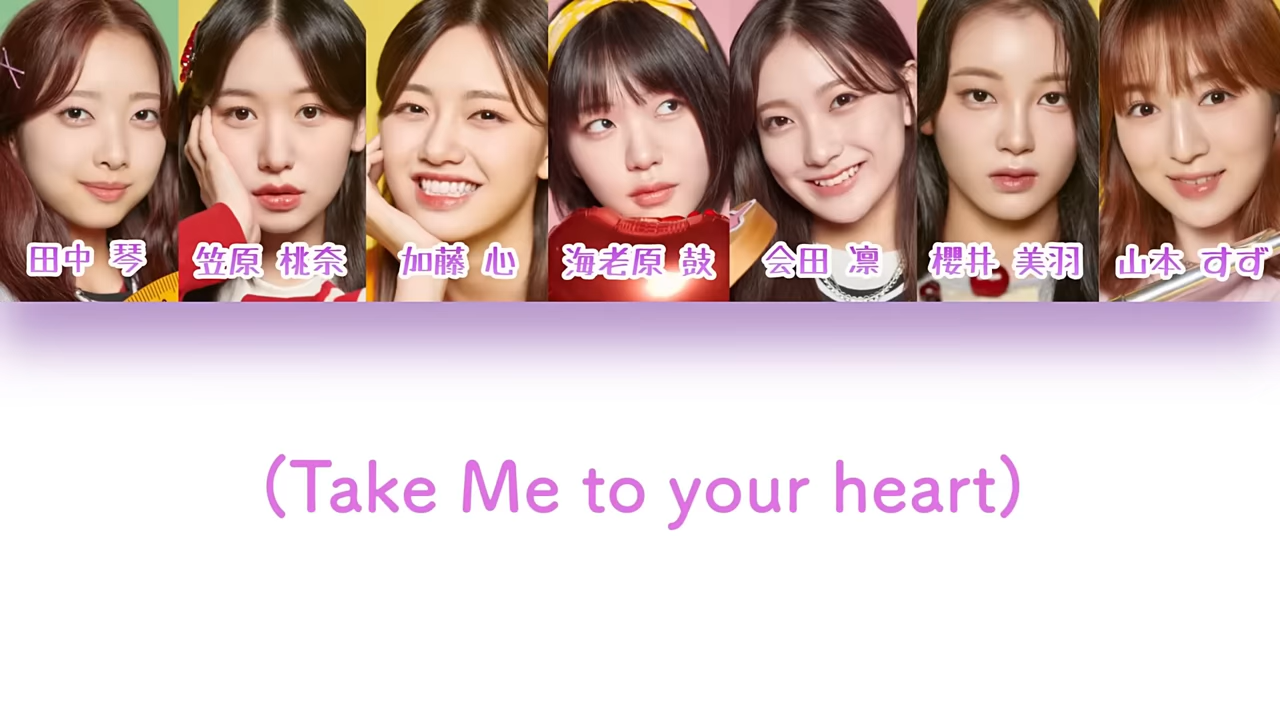 田中 琴
笠原 桃奈
加藤 心
海老原 鼓
会田 凛
櫻井 美羽
山本 すず
(Take Me to your heart)